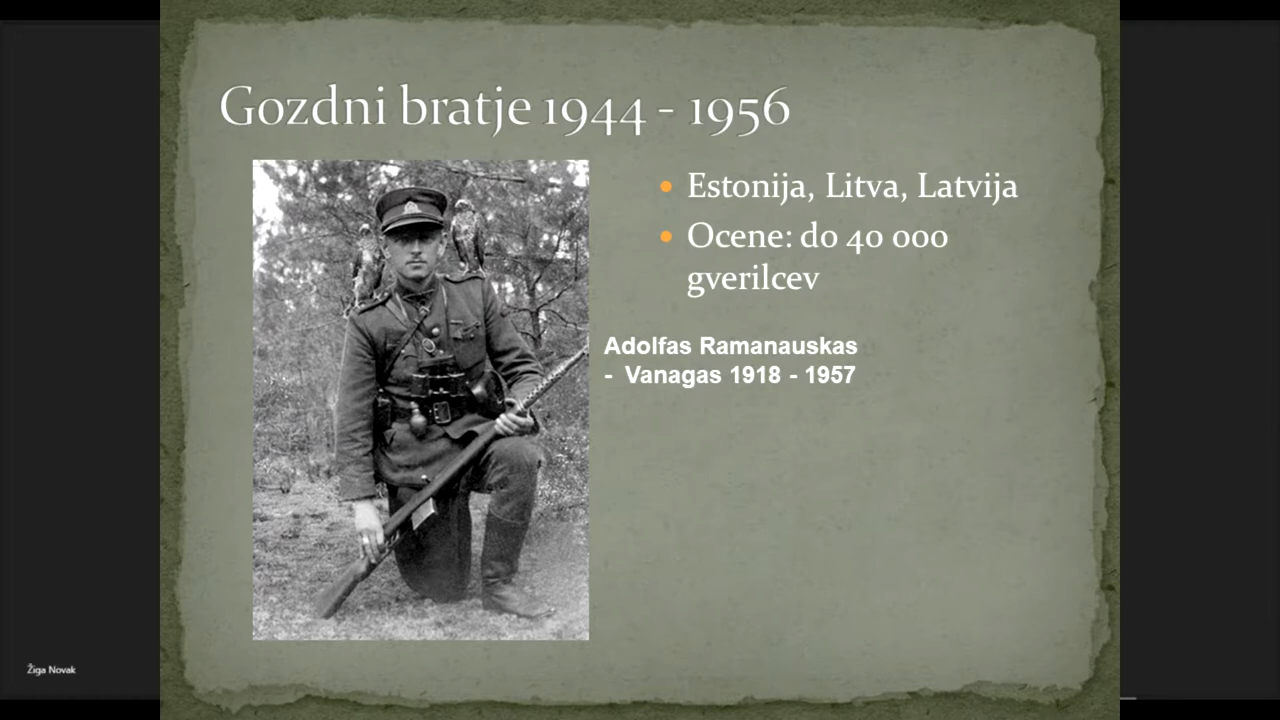 Gozdni bratje 1944 - 1956
Estonija, Litva, Latvija
Ocene: do 40 000
gverilcev
Adolfas Ramanauskas
- Vanagas 1918 - 1957
Žiga Novak